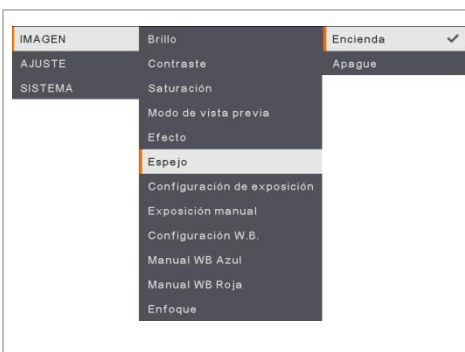 IMAGEN
AJUSTE
SISTEMA
Brillo
Contraste
Saturación
Modo de vista previa
Efecto
Espejo
Configuración de exposición
Exposición manual
Configuración W.B.
Manual WB Azul
Manual WB Roja
Enfoque
Encienda
Apague